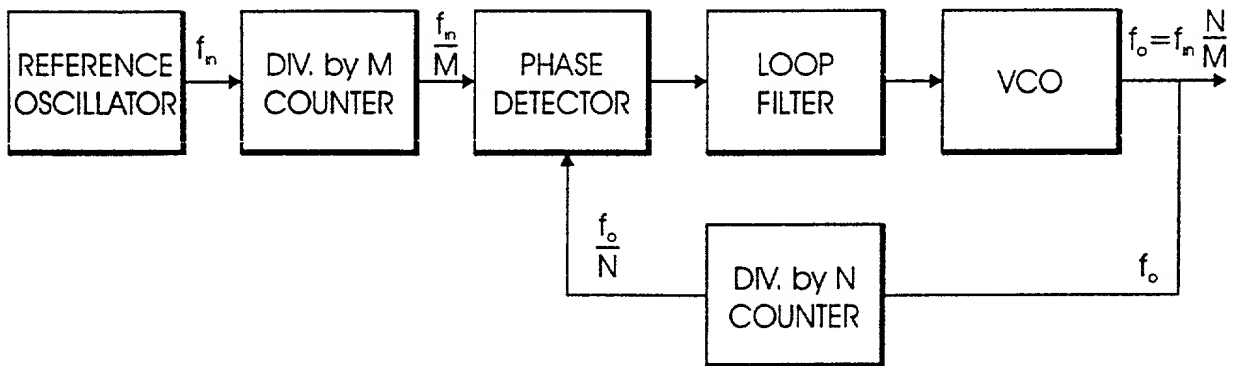 REFERENCE
OSCILLATOR
f_in
DIV. by M
COUNTER
f_in
M
PHASE
DETECTOR
LOOP
FILTER
VCO
f_o=f_in N
M
f_o
N
DIV. by N
COUNTER
f_o